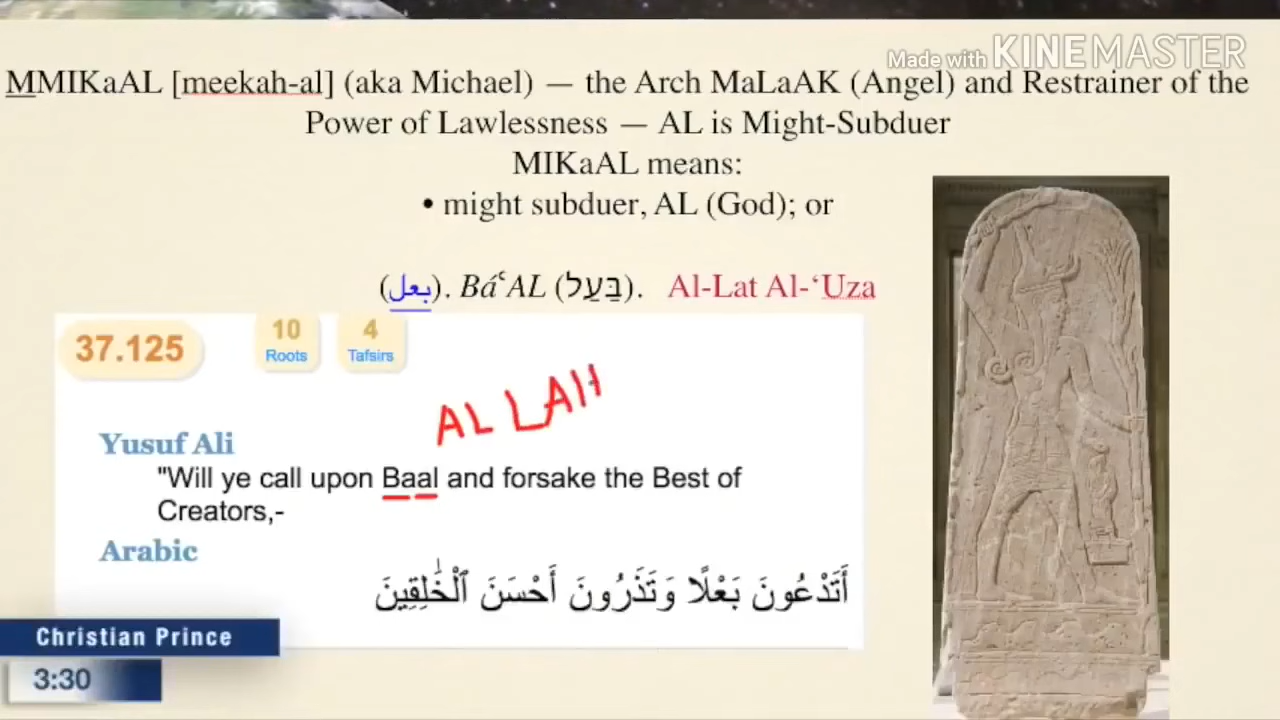 Made with KINEMASTER
MMIKaAL [meekah-al] (aka Michael) — the Arch MaLaAK (Angel) and Restrainer of the
Power of Lawlessness — AL is Might-Subduer
MIKaAL means:
• might subduer, AL (God); or
(بعل). Báʿ AL (בַּעַל). Al-Lat Al-‘Uza
37.125
10 Roots
4 Tafsirs
ALLAH
Yusuf Ali
"Will ye call upon Baal and forsake the Best of
Creators,-
Arabic
أَتَدْعُونَ بَعْلًا وَتَذَرُونَ أَحْسَنَ ٱلْخَٰلِقِينَ
Christian Prince
3:30